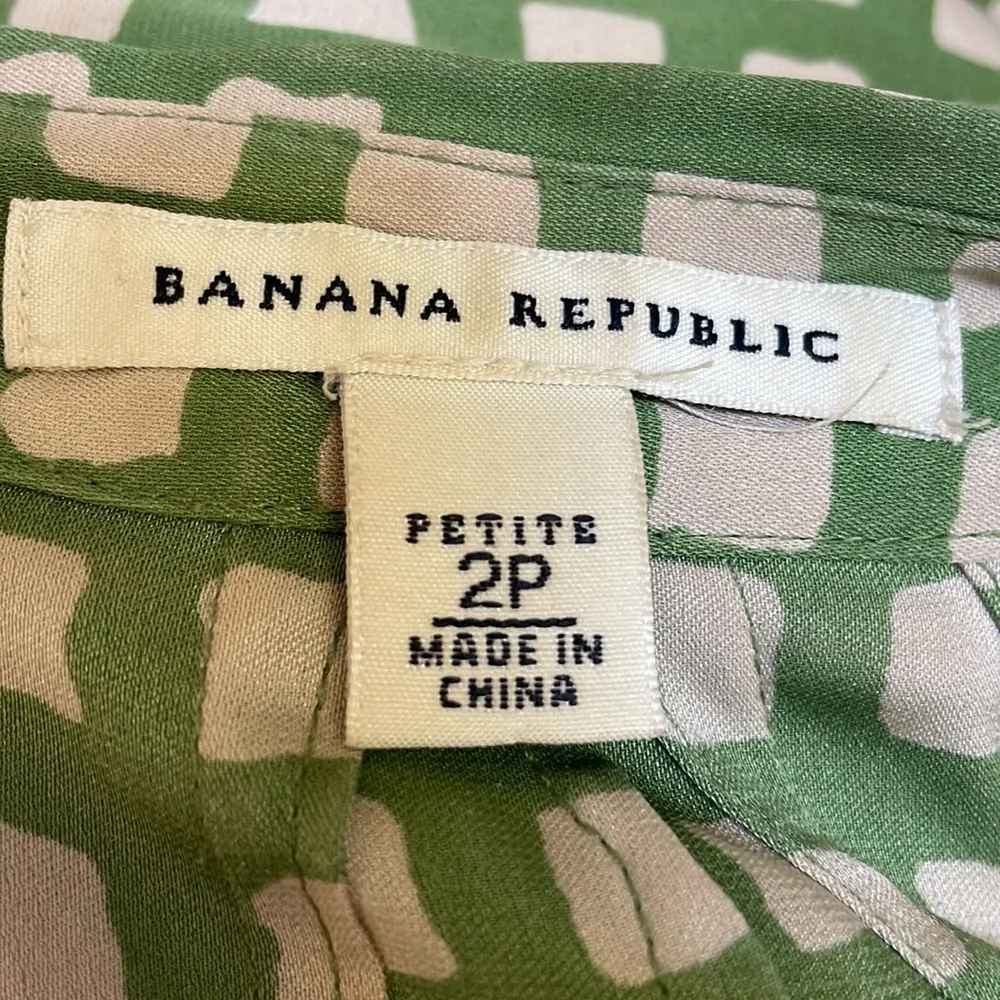 BANANA REPUBLIC
PETITE
2P
MADE IN
CHINA